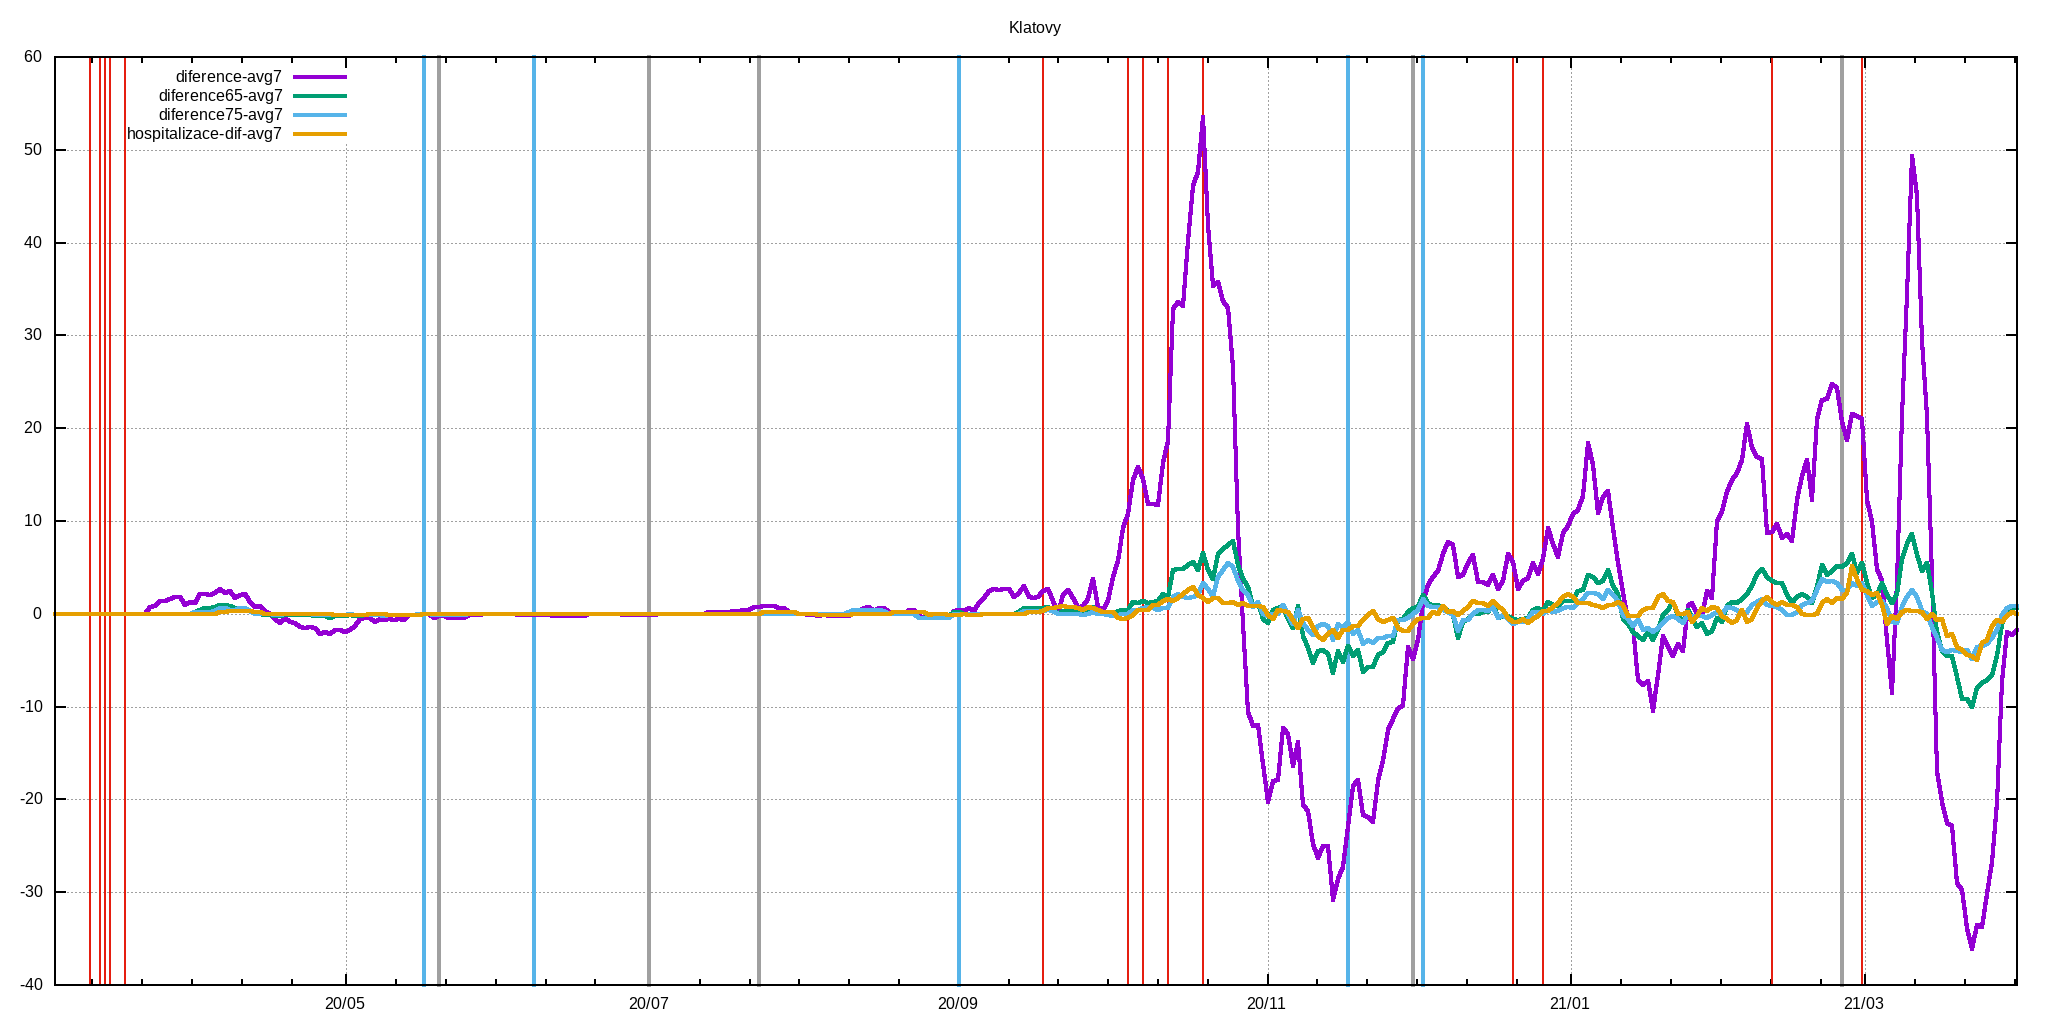 Klatovy
60
diference-avg7
diference65-avg7
diference75-avg7
hospitalizace-dif-avg7
50
40
30
20
10
0
-10
-20
-30
-40
20/05 20/07 20/09 20/11 21/01 21/03